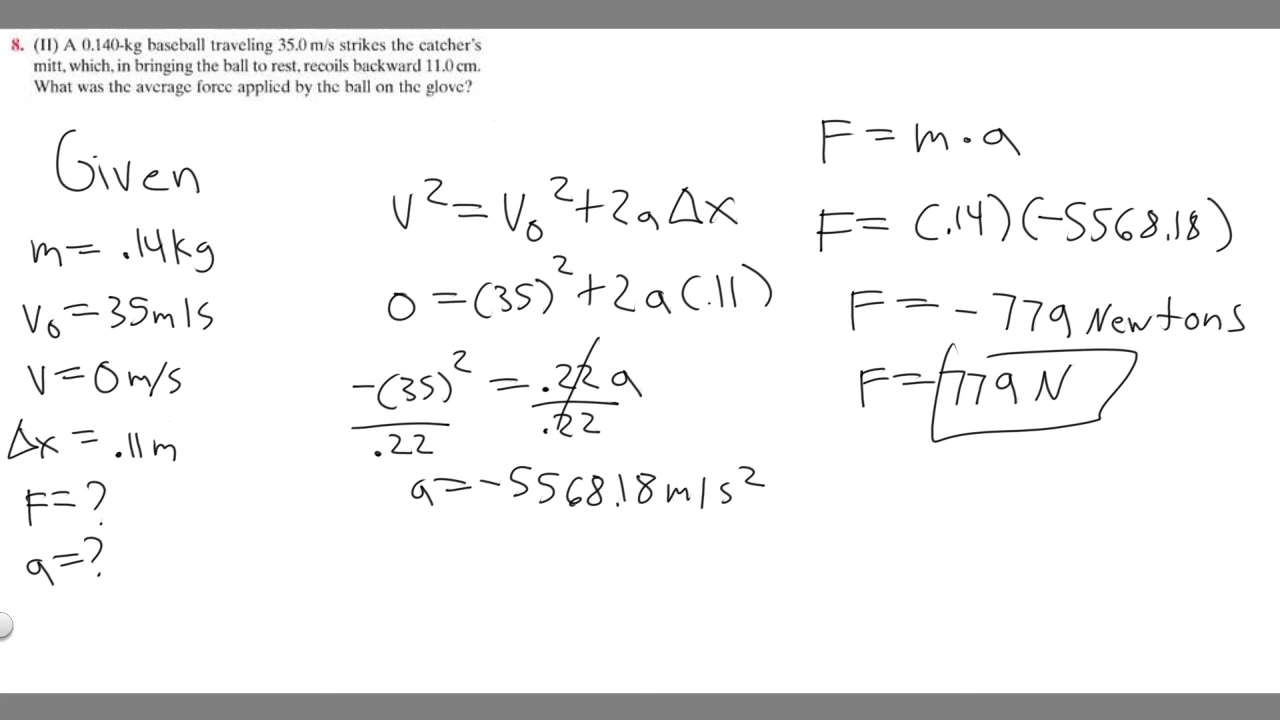 8. (II) A 0.140-kg baseball traveling 35.0 m/s strikes the catcher's
mitt, which, in bringing the ball to rest, recoils backward 11.0 cm.
What was the average force applied by the ball on the glove?
Given
m = .14kg
V₀ = 35m/s
V = 0 m/s
Δx = .11m
F = ?
a = ?
V² = V₀² + 2aΔx
0 = (35)² + 2a(.11)
-(35)² = .22a
.22 .22
a = -5568.18 m/s²
F = m · a
F = (.14)(-5568.18)
F = -779 Newtons
F = 779 N